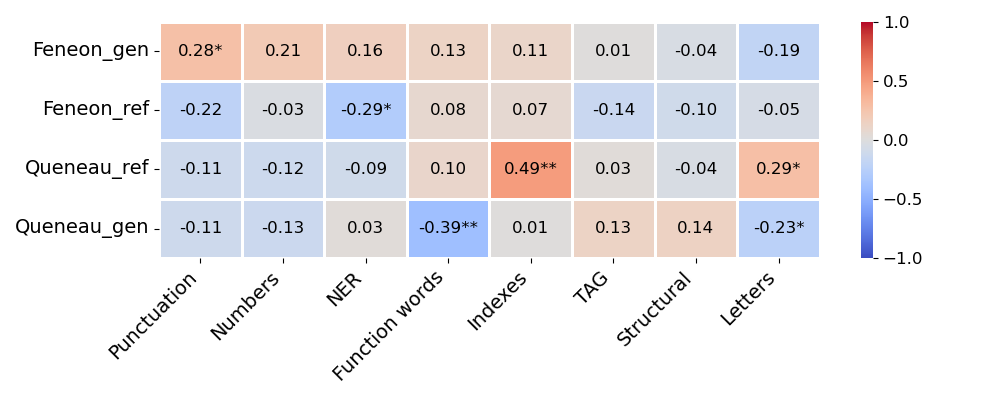 Feneon_gen 0.28* 0.21 0.16 0.13 0.11 0.01 -0.04 -0.19
Feneon_ref -0.22 -0.03 -0.29* 0.08 0.07 -0.14 -0.10 -0.05
Queneau_ref -0.11 -0.12 -0.09 0.10 0.49** 0.03 -0.04 0.29*
Queneau_gen -0.11 -0.13 0.03 -0.39** 0.01 0.13 0.14 -0.23*
Punctuation Numbers NER Function words Indexes TAG Structural Letters
1.0
0.5
0.0
−0.5
−1.0